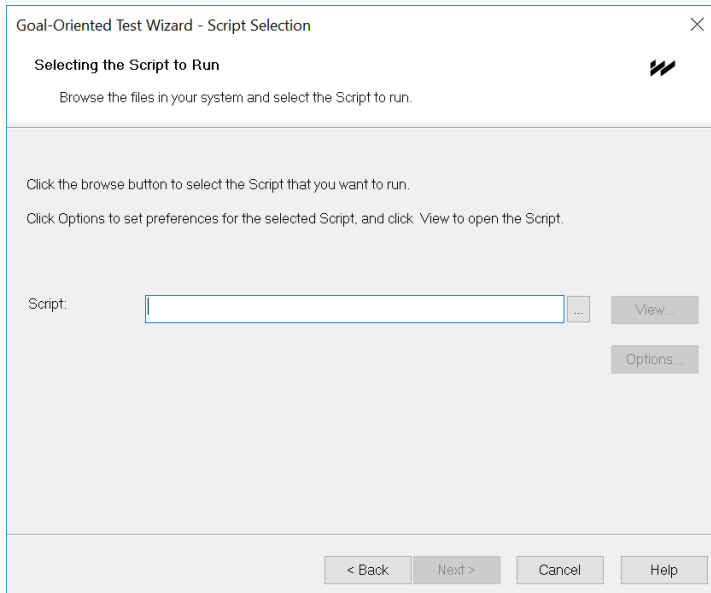 Goal-Oriented Test Wizard - Script Selection
Selecting the Script to Run
Browse the files in your system and select the Script to run.
Click the browse button to select the Script that you want to run.
Click Options to set preferences for the selected Script, and click View to open the Script.
Script:
...
View...
Options...
< Back
Next >
Cancel
Help